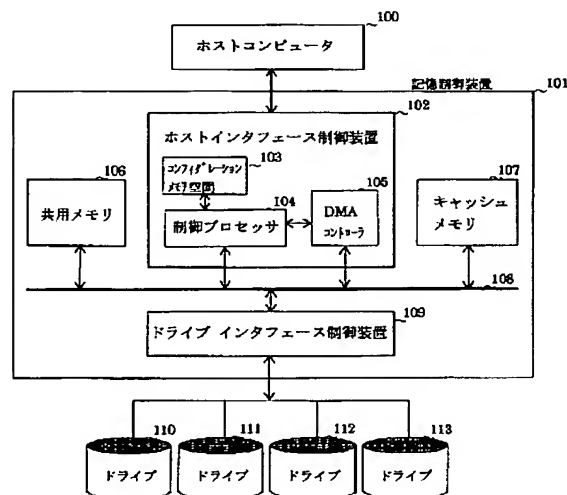 100
ホストコンピュータ
記憶制御装置
101
102
ホストインタフェース制御装置
103
コンフィグレーション
メモリ空間
104
制御プロセッサ
105
DMA
コントローラ
106
共用メモリ
107
キャッシュ
メモリ
108
109
ドライブ インタフェース制御装置
110
ドライブ
111
ドライブ
112
ドライブ
113
ドライブ